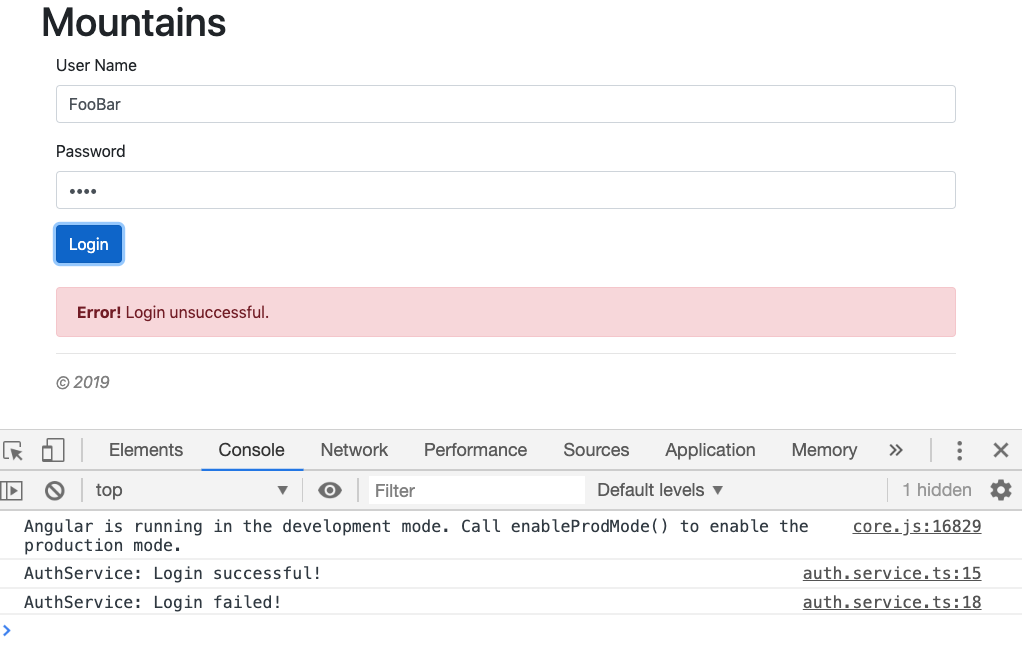 Mountains
User Name
FooBar
Password
••••
Login
Error! Login unsuccessful.
© 2019
Elements Console Network Performance Sources Application Memory »
top ▼ Filter Default levels ▼ 1 hidden
Angular is running in the development mode. Call enableProdMode() to enable the core.js:16829
production mode.
AuthService: Login successful! auth.service.ts:15
AuthService: Login failed! auth.service.ts:18